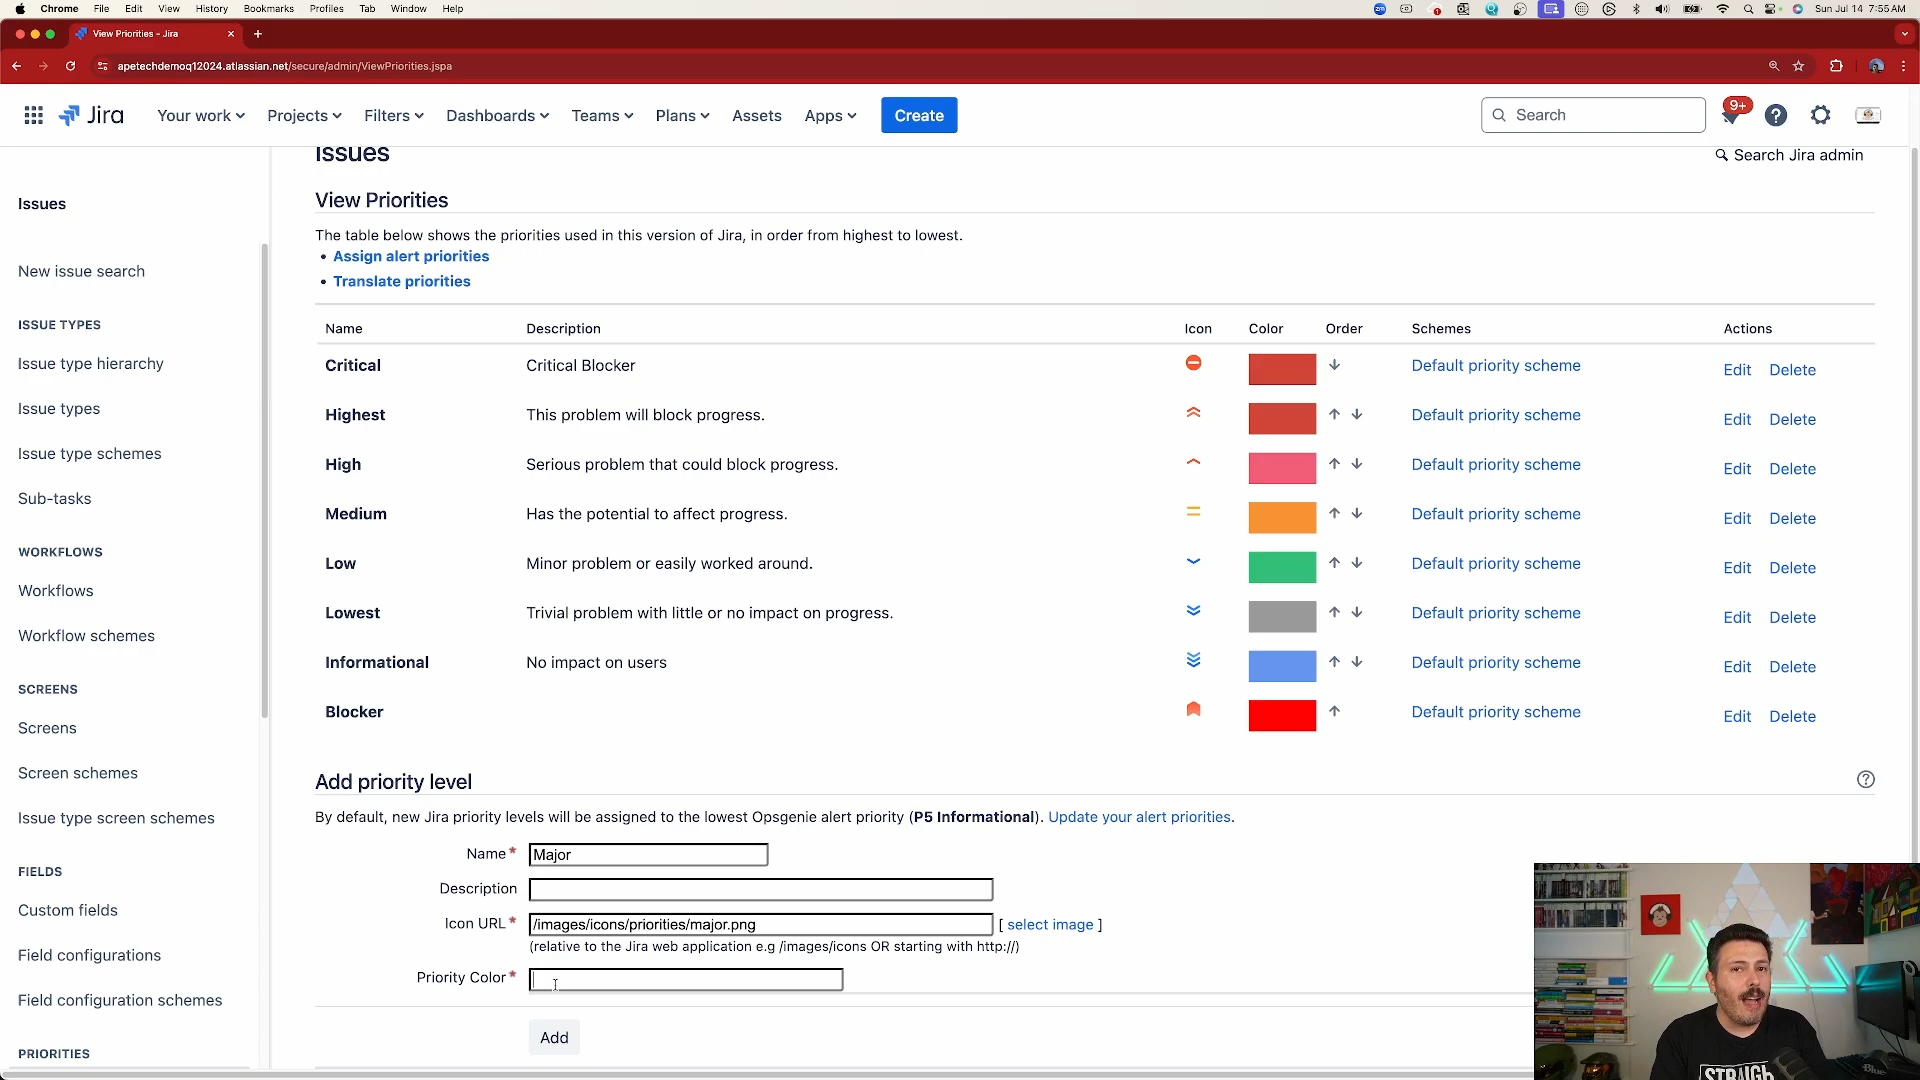 Chrome File Edit View History Bookmarks Profiles Tab Window Help Sun Jul 14 7:55 AM
View Priorities - Jira
apetechdemoq12024.atlassian.net/secure/admin/ViewPriorities.jspa
Jira Your work Projects Filters Dashboards Teams Plans Assets Apps Create Search 9+
Issues
Search Jira admin
Issues
New issue search
ISSUE TYPES
Issue type hierarchy
Issue types
Issue type schemes
Sub-tasks
WORKFLOWS
Workflows
Workflow schemes
SCREENS
Screens
Screen schemes
Issue type screen schemes
FIELDS
Custom fields
Field configurations
Field configuration schemes
PRIORITIES
View Priorities
The table below shows the priorities used in this version of Jira, in order from highest to lowest.
• Assign alert priorities
• Translate priorities
Name Description Icon Color Order Schemes Actions
Critical Critical Blocker Default priority scheme Edit Delete
Highest This problem will block progress. Default priority scheme Edit Delete
High Serious problem that could block progress. Default priority scheme Edit Delete
Medium Has the potential to affect progress. Default priority scheme Edit Delete
Low Minor problem or easily worked around. Default priority scheme Edit Delete
Lowest Trivial problem with little or no impact on progress. Default priority scheme Edit Delete
Informational No impact on users Default priority scheme Edit Delete
Blocker Default priority scheme Edit Delete
Add priority level
By default, new Jira priority levels will be assigned to the lowest Opsgenie alert priority (P5 Informational). Update your alert priorities.
Name* Major
Description
Icon URL* /images/icons/priorities/major.png [ select image ]
(relative to the Jira web application e.g /images/icons OR starting with http://)
Priority Color*
Add